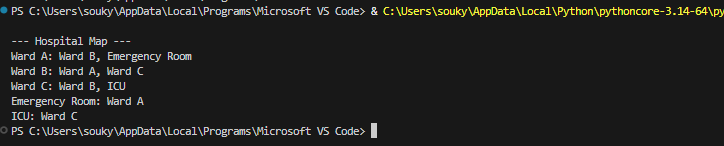 PS C:\Users\souky\AppData\Local\Programs\Microsoft VS Code> & C:\Users\souky\AppData\Local\Python\pythoncore-3.14-64\py
--- Hospital Map ---
Ward A: Ward B, Emergency Room
Ward B: Ward A, Ward C
Ward C: Ward B, ICU
Emergency Room: Ward A
ICU: Ward C
PS C:\Users\souky\AppData\Local\Programs\Microsoft VS Code>